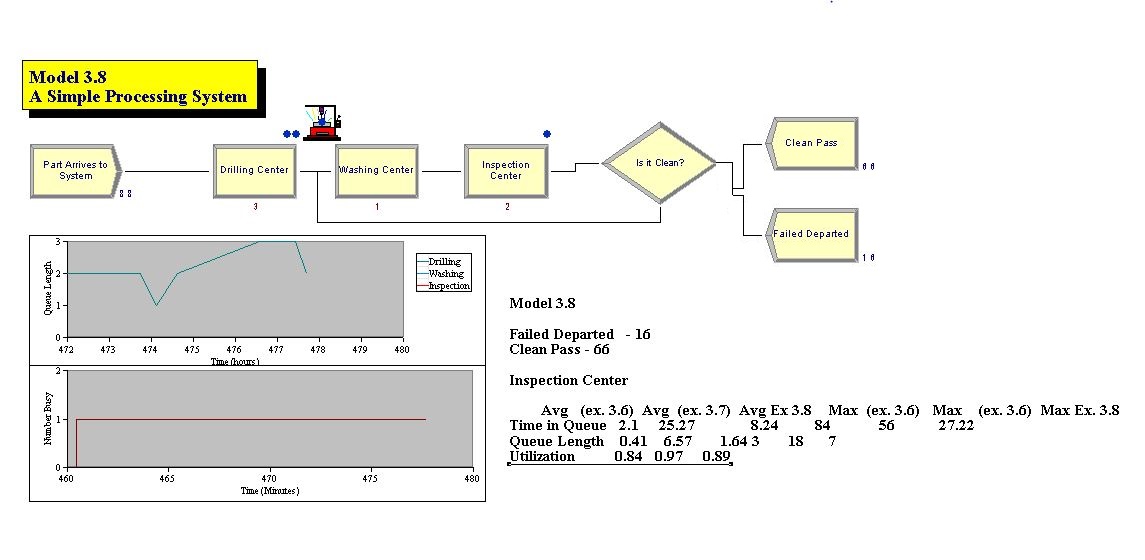 Model 3.8
A Simple Processing System
Part Arrives to
System
88
Drilling Center
3
Washing Center
1
Inspection
Center
2
Is it Clean?
Clean Pass
66
Failed Departed
16
Queue Length
3
2
1
0
472 473 474 475 476 477 478 479 480
Time (hours)
Drilling
Washing
Inspection
Number Busy
2
1
0
460 465 470 475 480
Time (Minutes)
Model 3.8
Failed Departed - 16
Clean Pass - 66
Inspection Center
Avg (ex. 3.6) Avg (ex. 3.7) Avg Ex 3.8 Max (ex. 3.6) Max (ex. 3.6) Max Ex. 3.8
Time in Queue 2.1 25.27 8.24 84 56 27.22
Queue Length 0.41 6.57 1.64 3 18 7
Utilization 0.84 0.97 0.89